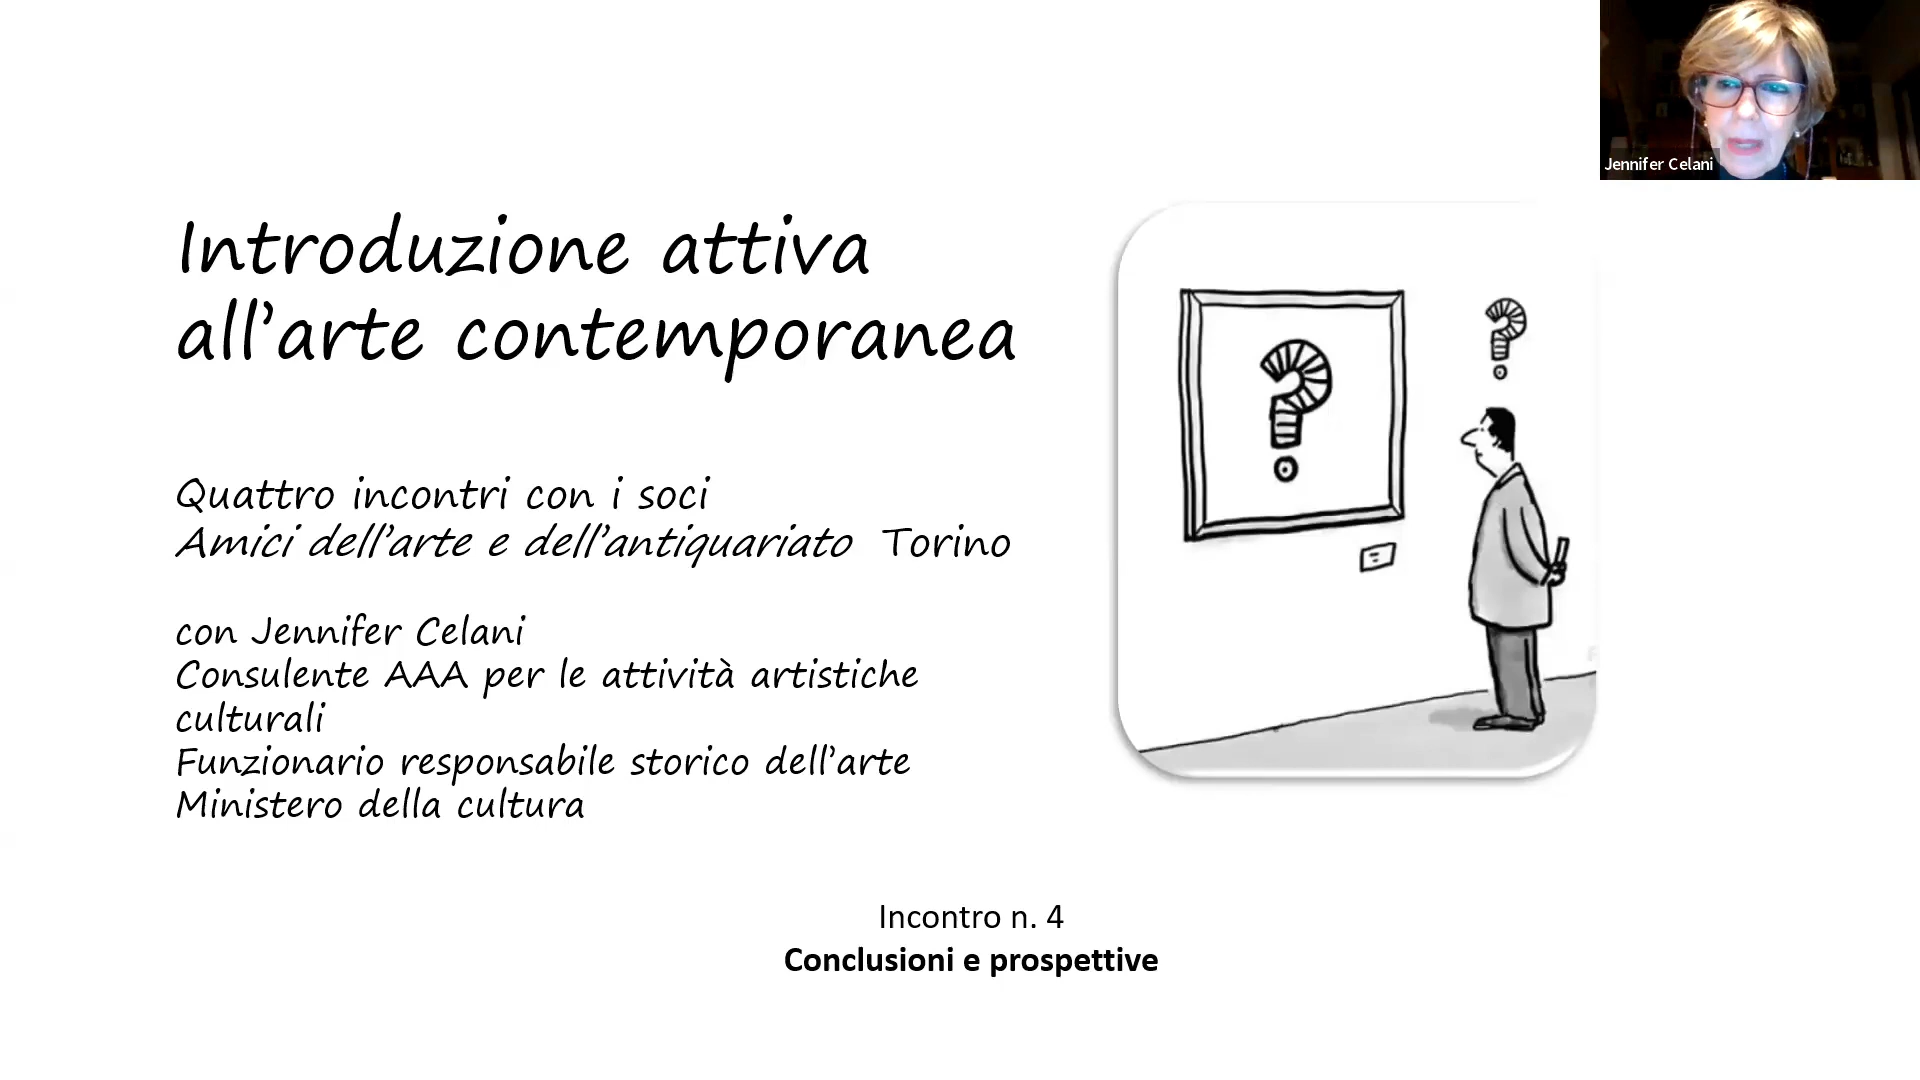 Jennifer Celani
Introduzione attiva
all’arte contemporanea
Quattro incontri con i soci
Amici dell’arte e dell’antiquariato Torino
con Jennifer Celani
Consulente AAA per le attività artistiche
culturali
Funzionario responsabile storico dell’arte
Ministero della cultura
?
?
Incontro n. 4
Conclusioni e prospettive